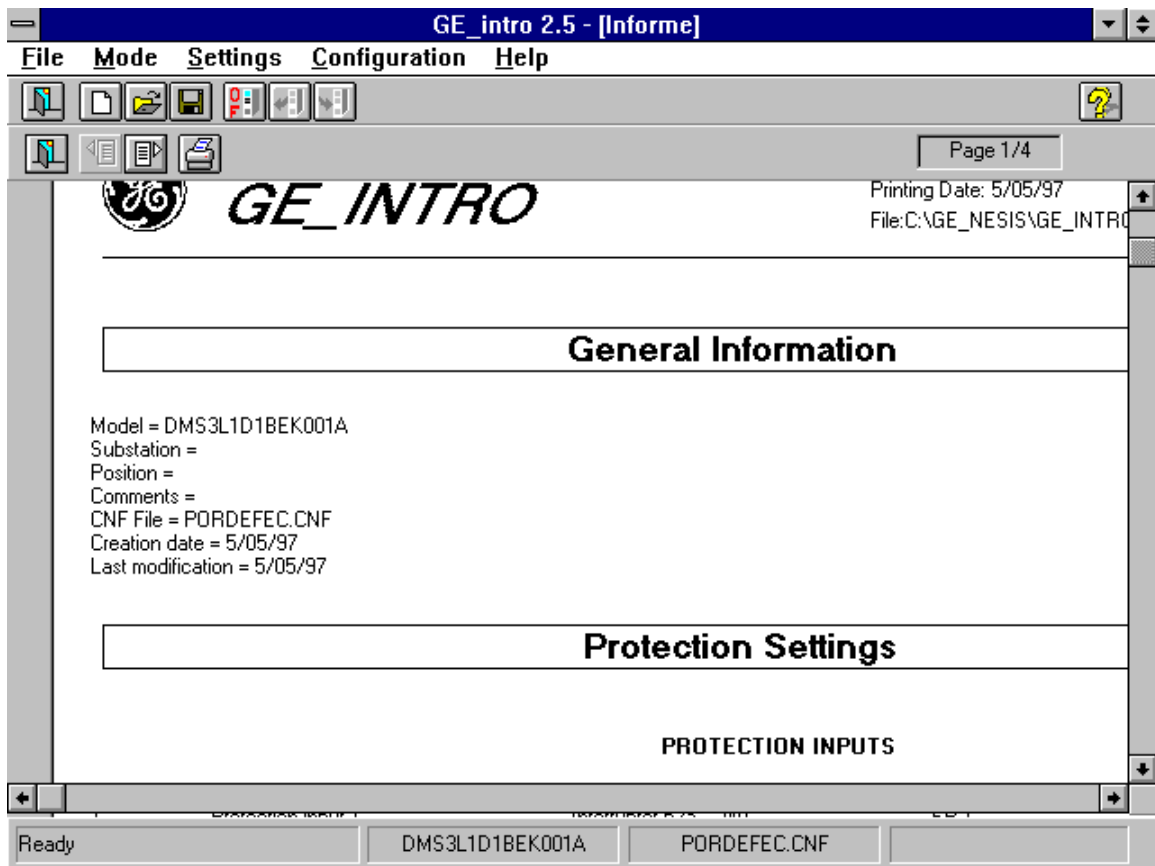 GE_intro 2.5 - [Informe]
File Mode Settings Configuration Help
Page 1/4
GE_INTRO
Printing Date: 5/05/97
File:C:\GE_NESIS\GE_INTRO
General Information
Model = DMS3L1D1BEK001A
Substation =
Position =
Comments =
CNF File = PORDEFEC.CNF
Creation date = 5/05/97
Last modification = 5/05/97
Protection Settings
PROTECTION INPUTS
Ready DMS3L1D1BEK001A PORDEFEC.CNF